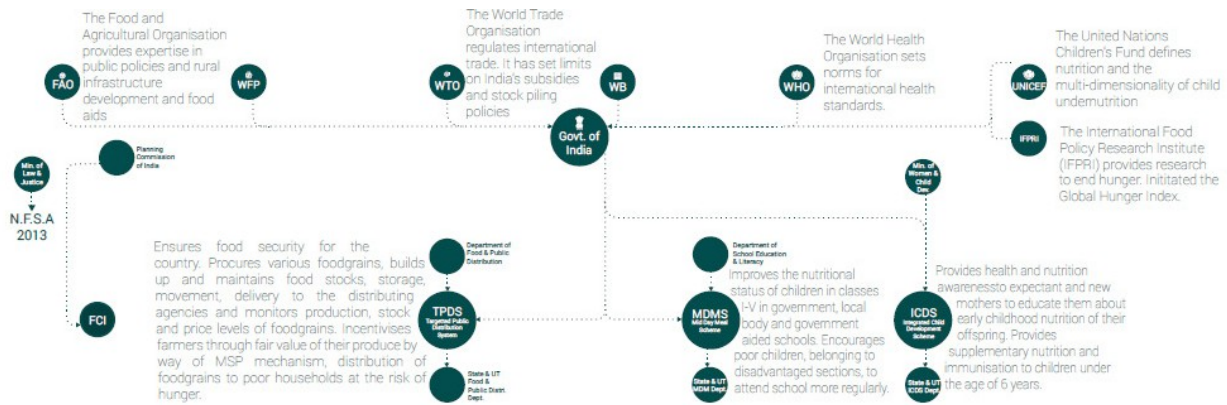 The Food and
Agricultural Organisation
provides expertise in
public policies and rural
infrastructure
development and food
aids
FAO
WFP
The World Trade
Organisation
regulates international
trade. It has set limits
on India's subsidies
and stock piling
policies
WTO
WB
The World Health
Organisation sets
norms for
international health
standards.
WHO
The United Nations
Children's Fund defines
nutrition and the
multi-dimensionality of child
undernutrition
UNICEF
Govt. of
India
IFPRI
The International Food
Policy Research Institute
(IFPRI) provides research
to end hunger. Inititated the
Global Hunger Index.
Planning
Commission
of India
Min. of
Law &
Justice
N.F.S.A
2013
Min. of
Women & Child
Dev.
FCI
Ensures food security for the
country. Procures various foodgrains, builds
up and maintains food stocks, storage,
movement, delivery to the distributing
agencies and monitors production, stock
and price levels of foodgrains. Incentivises
farmers through fair value of their produce by
way of MSP mechanism, distribution of
foodgrains to poor households at the risk of
hunger.
Department of
Food & Public
Distribution
TPDS
Targeted Public
Distribution
System
State & UT
Food &
Public Distri.
Dept.
Department of
School Education
& Literacy
MDMS
Mid Day Meal
Scheme
State & UT
MDM Dept.
Improves the nutritional
status of children in classes
I-V in government, local
body and government
aided schools. Encourages
poor children, belonging to
disadvantaged sections, to
attend school more regularly.
ICDS
Integrated Child
Development
Scheme
State & UT
ICDS Dept.
Provides health and nutrition
awarenessto expectant and new
mothers to educate them about
early childhood nutrition of their
offspring. Provides
supplementary nutrition and
immunisation to children under
the age of 6 years.